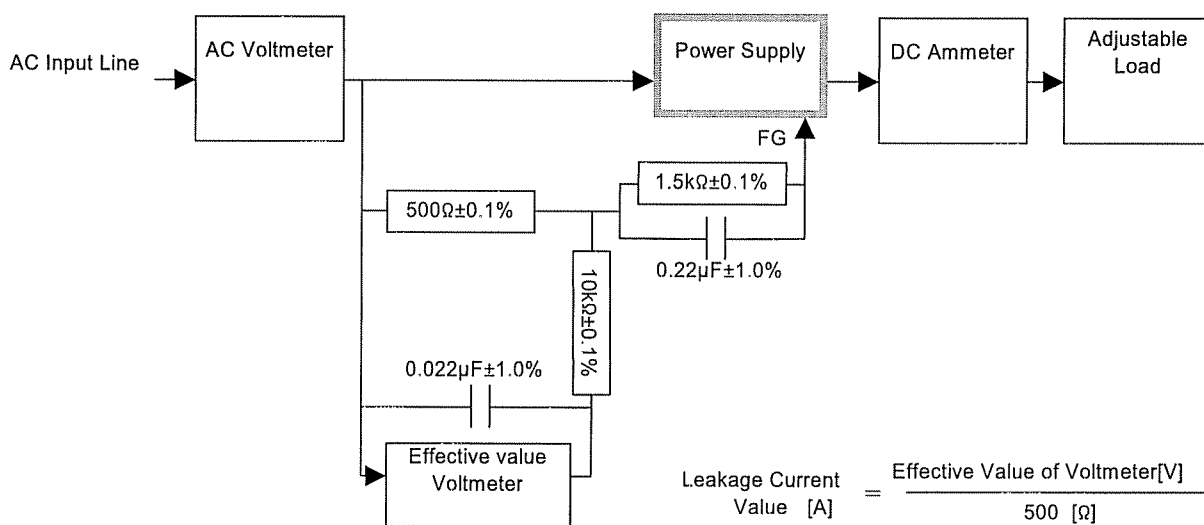 AC Input Line
AC Voltmeter
Power Supply
DC Ammeter
Adjustable
Load
FG
500Ω±0.1%
1.5kΩ±0.1%
0.22µF±1.0%
10kΩ±0.1%
0.022µF±1.0%
Effective value
Voltmeter
Leakage Current
Value [A]
=
Effective Value of Voltmeter[V]
500 [Ω]